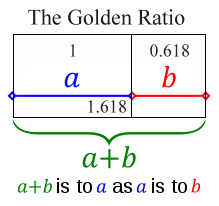 The Golden Ratio
1 0.618
a b
1.618
a+b
a+b is to a as a is to b